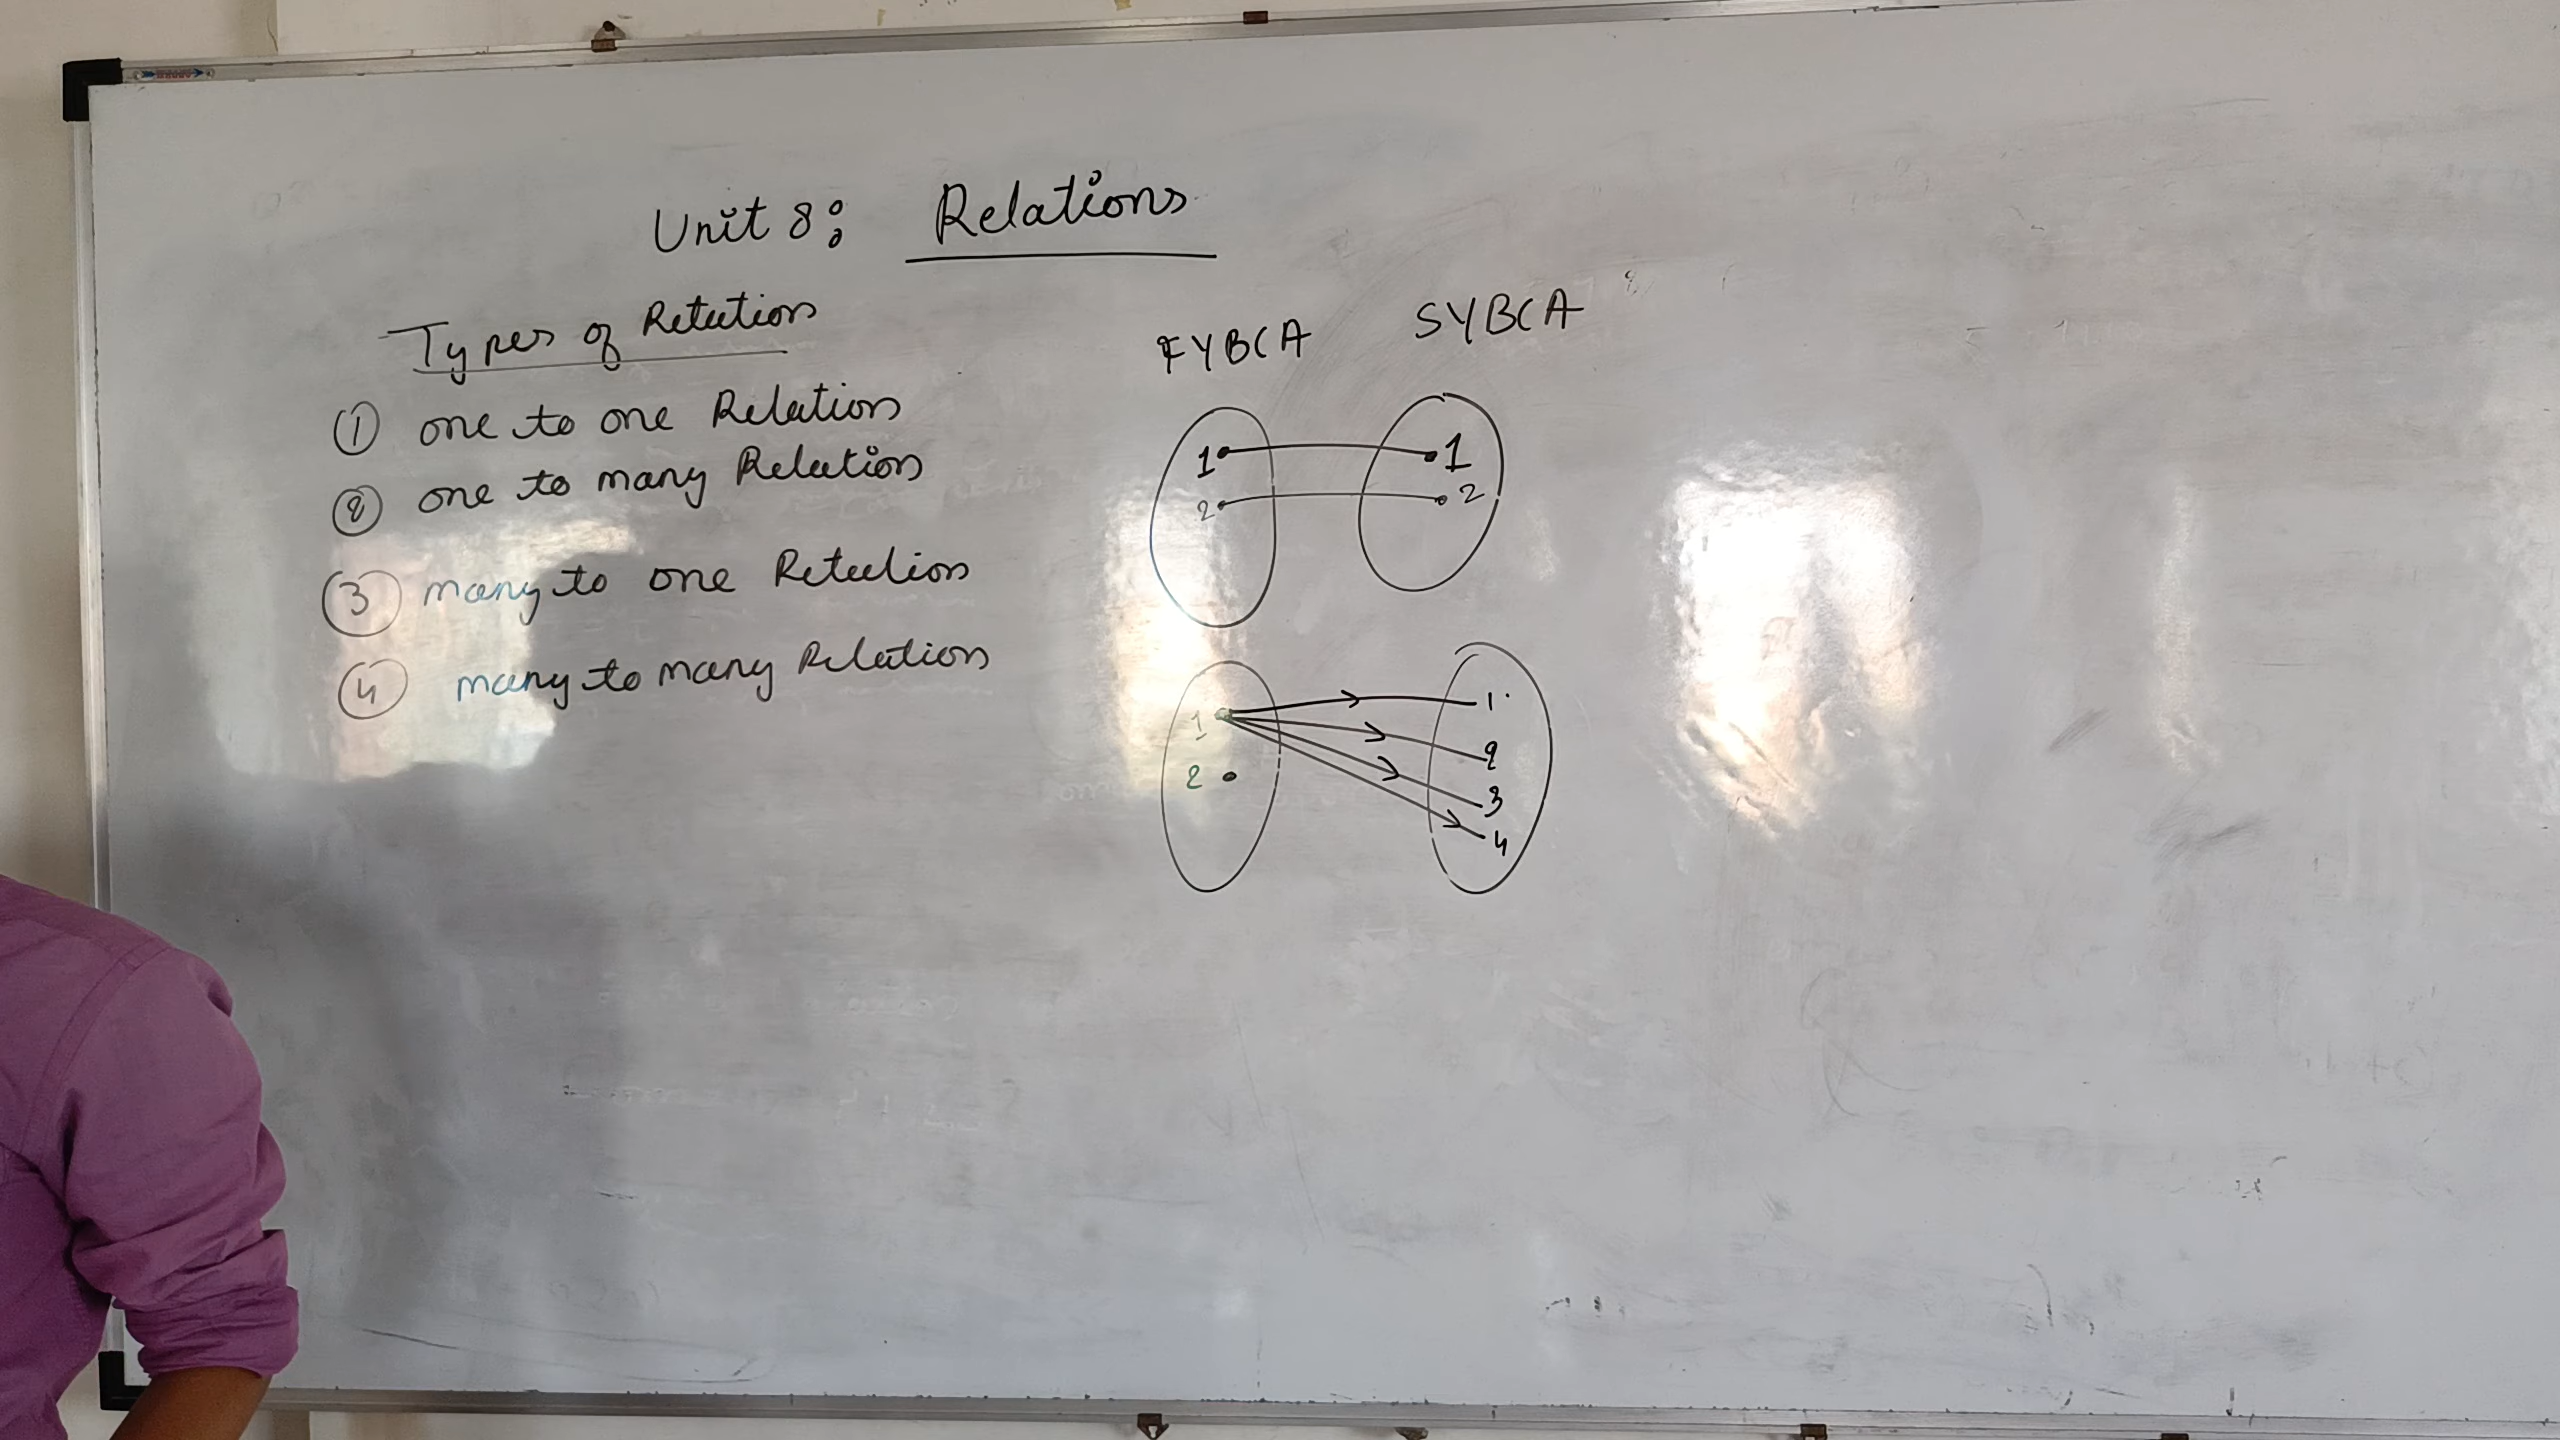 Unit 8: Relations
Types of Relation
① one to one Relation
② one to many Relation
③ many to one Relation
④ many to many Relation
FYBCA SYBCA
1 1
2 2
1 1
2 2
3
4